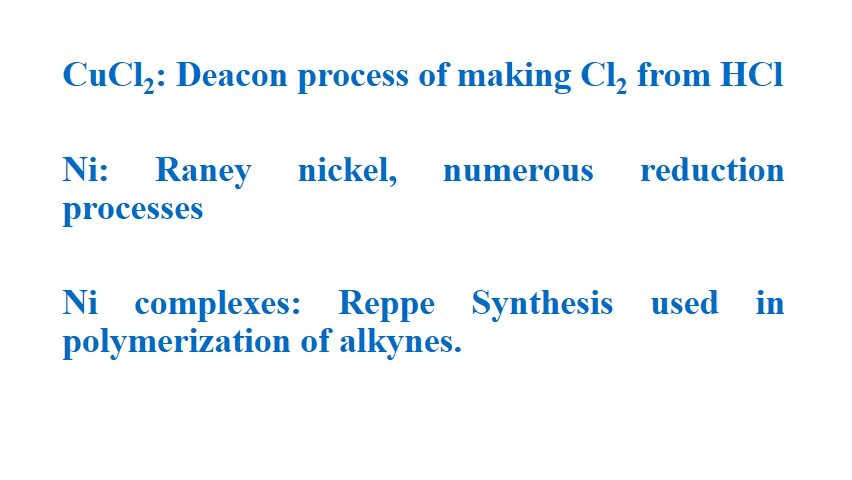 CuCl₂: Deacon process of making Cl₂ from HCl
Ni: Raney nickel, numerous reduction
processes
Ni complexes: Reppe Synthesis used in
polymerization of alkynes.